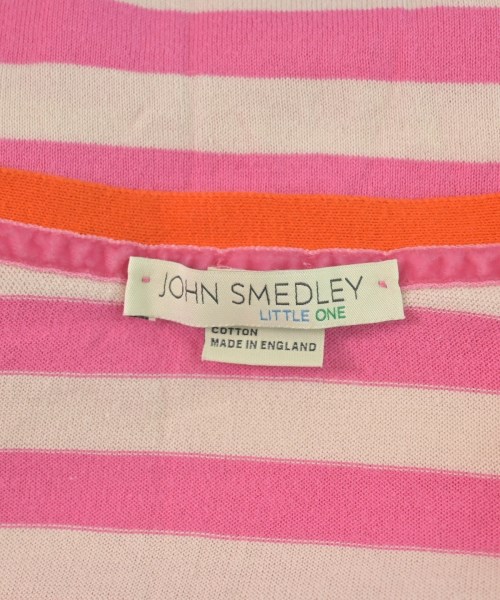 JOHN SMEDLEY
LITTLE ONE
COTTON
MADE IN ENGLAND